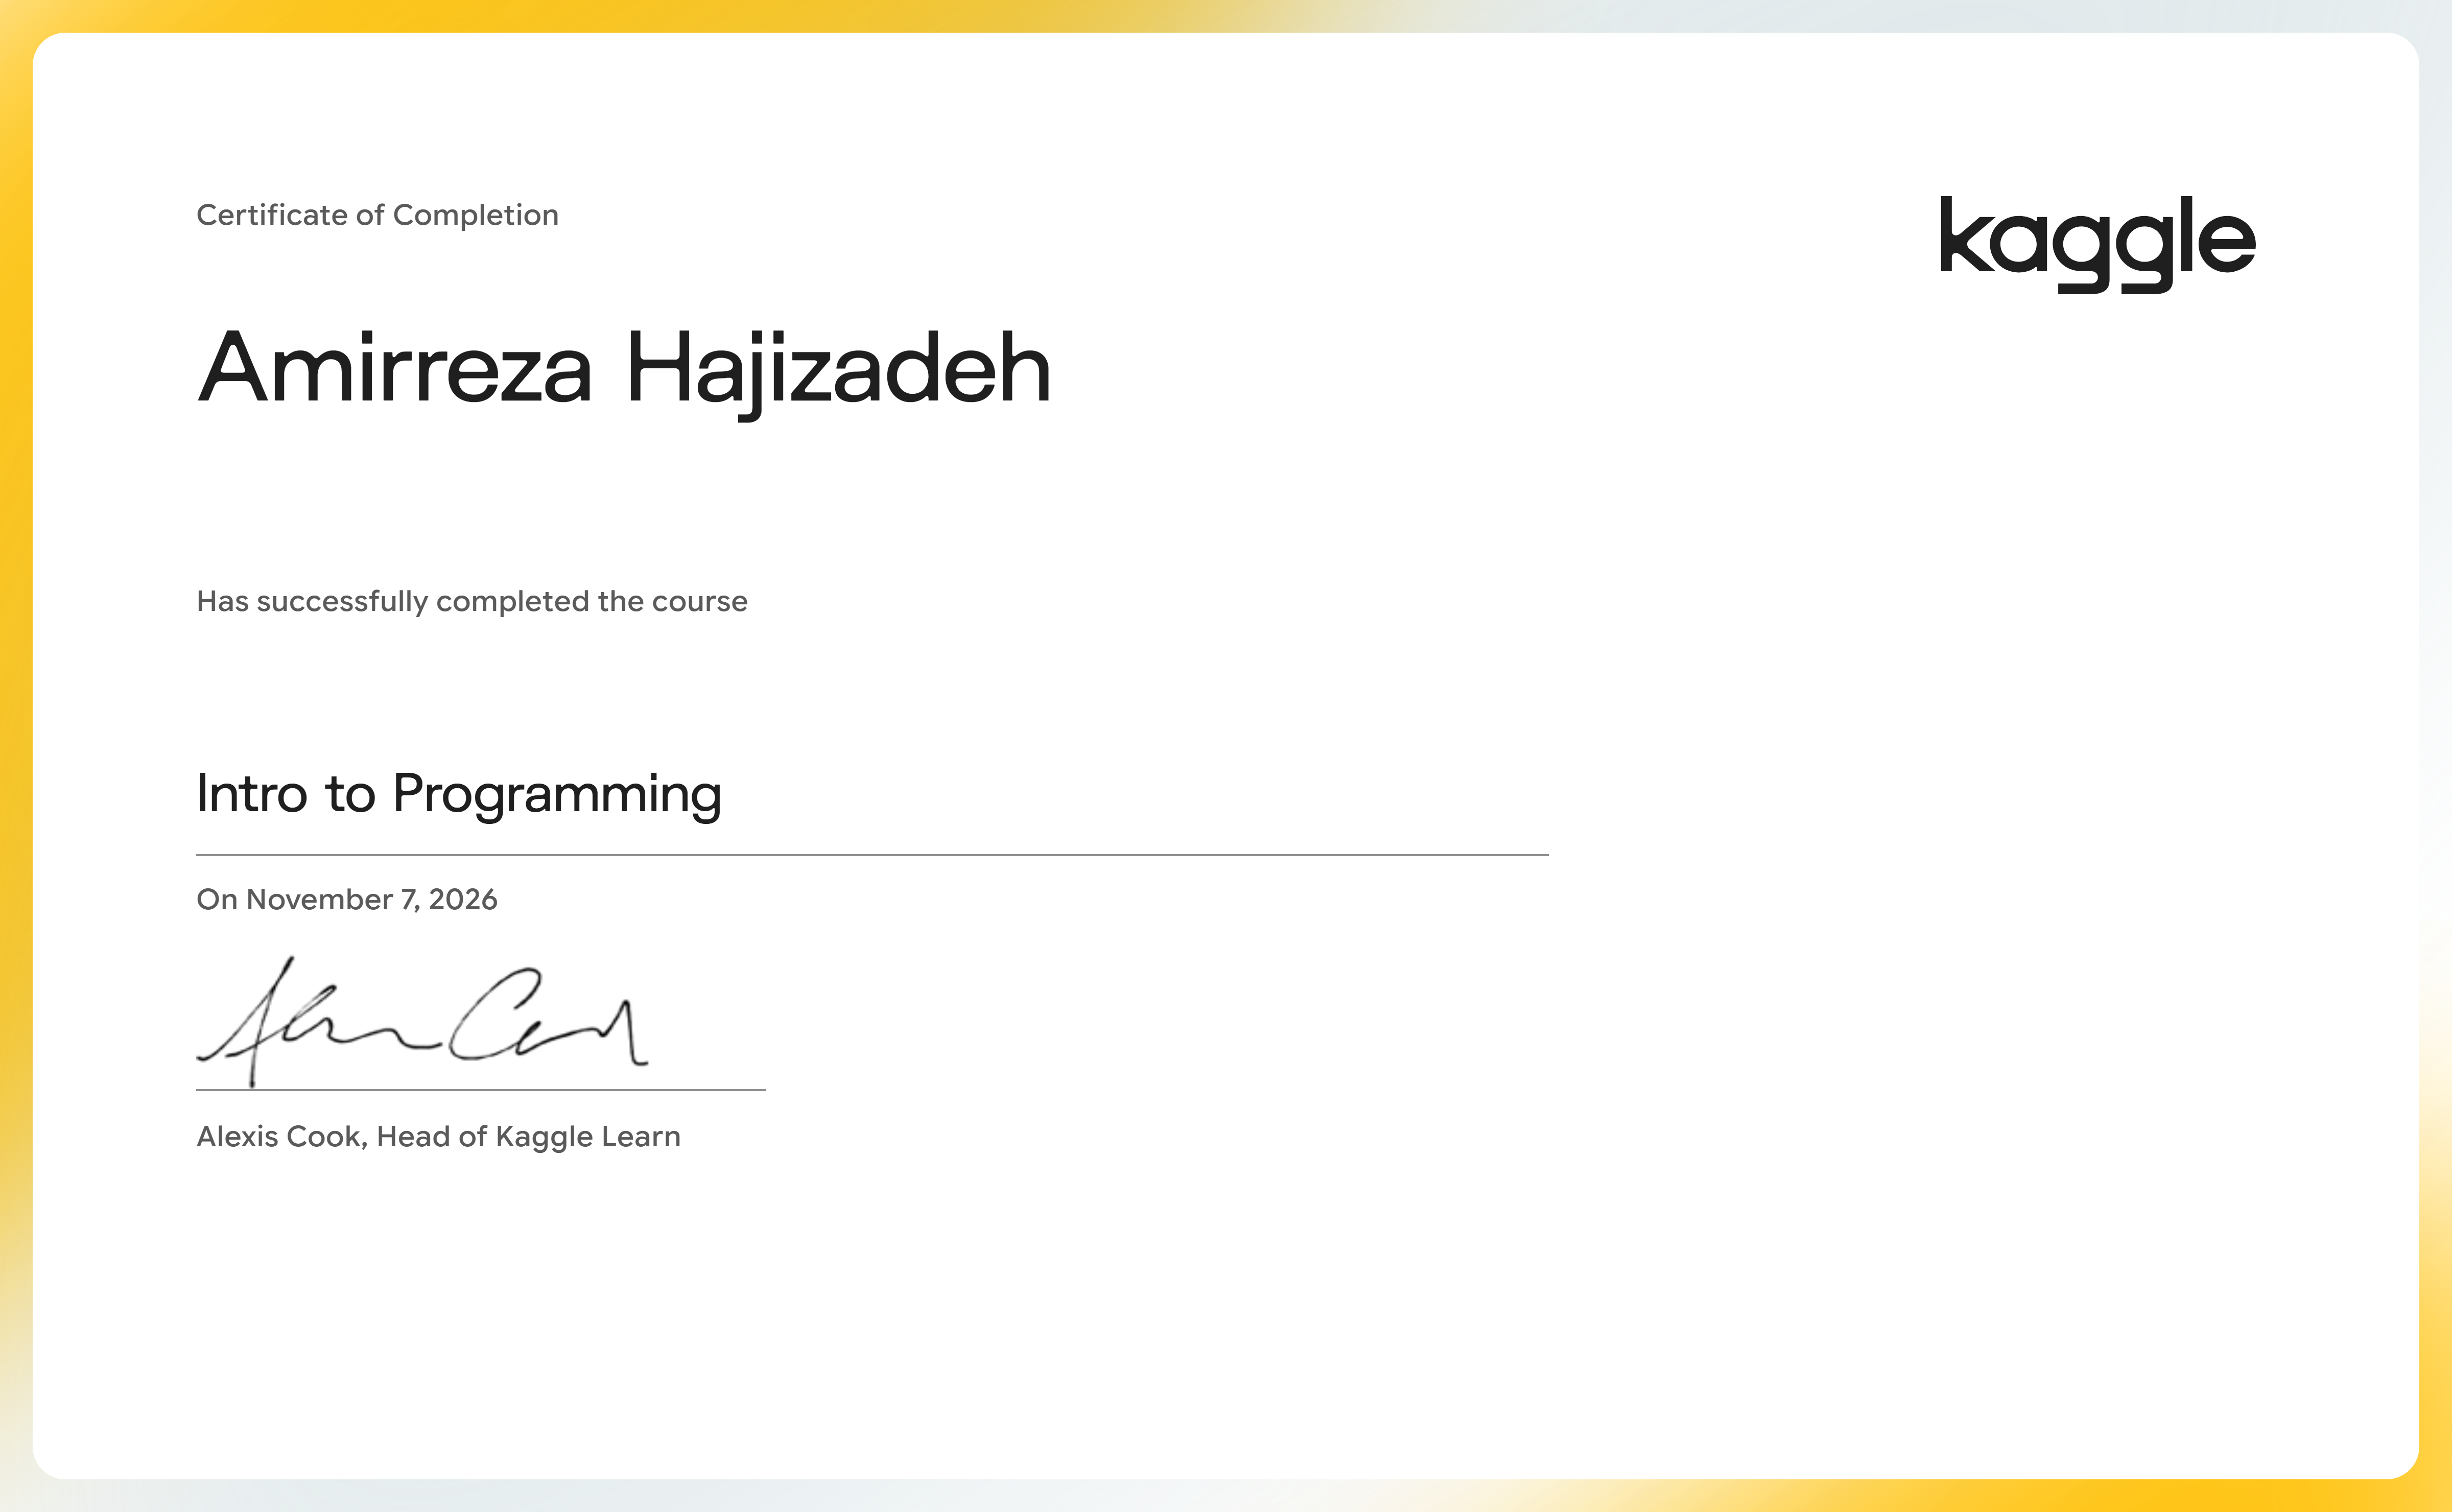 Certificate of Completion
kaggle
Amirreza Hajizadeh
Has successfully completed the course
Intro to Programming
On November 7, 2026
Alexis Cook, Head of Kaggle Learn